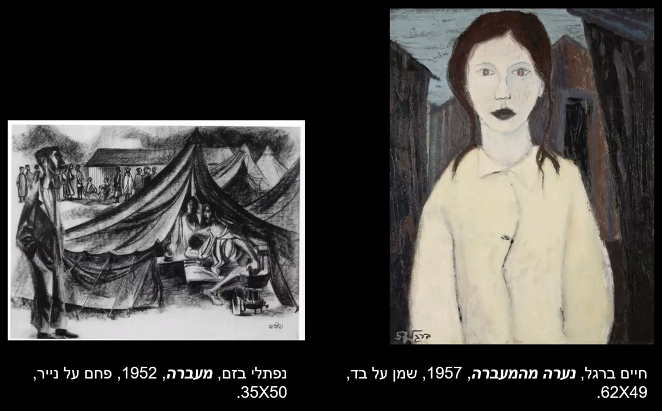 חיים ברגל, נערה מהמעברה, 1957, שמן על בד,
62X49.
נפתלי בזם, מעברה, 1952, פחם על נייר,
35X50.